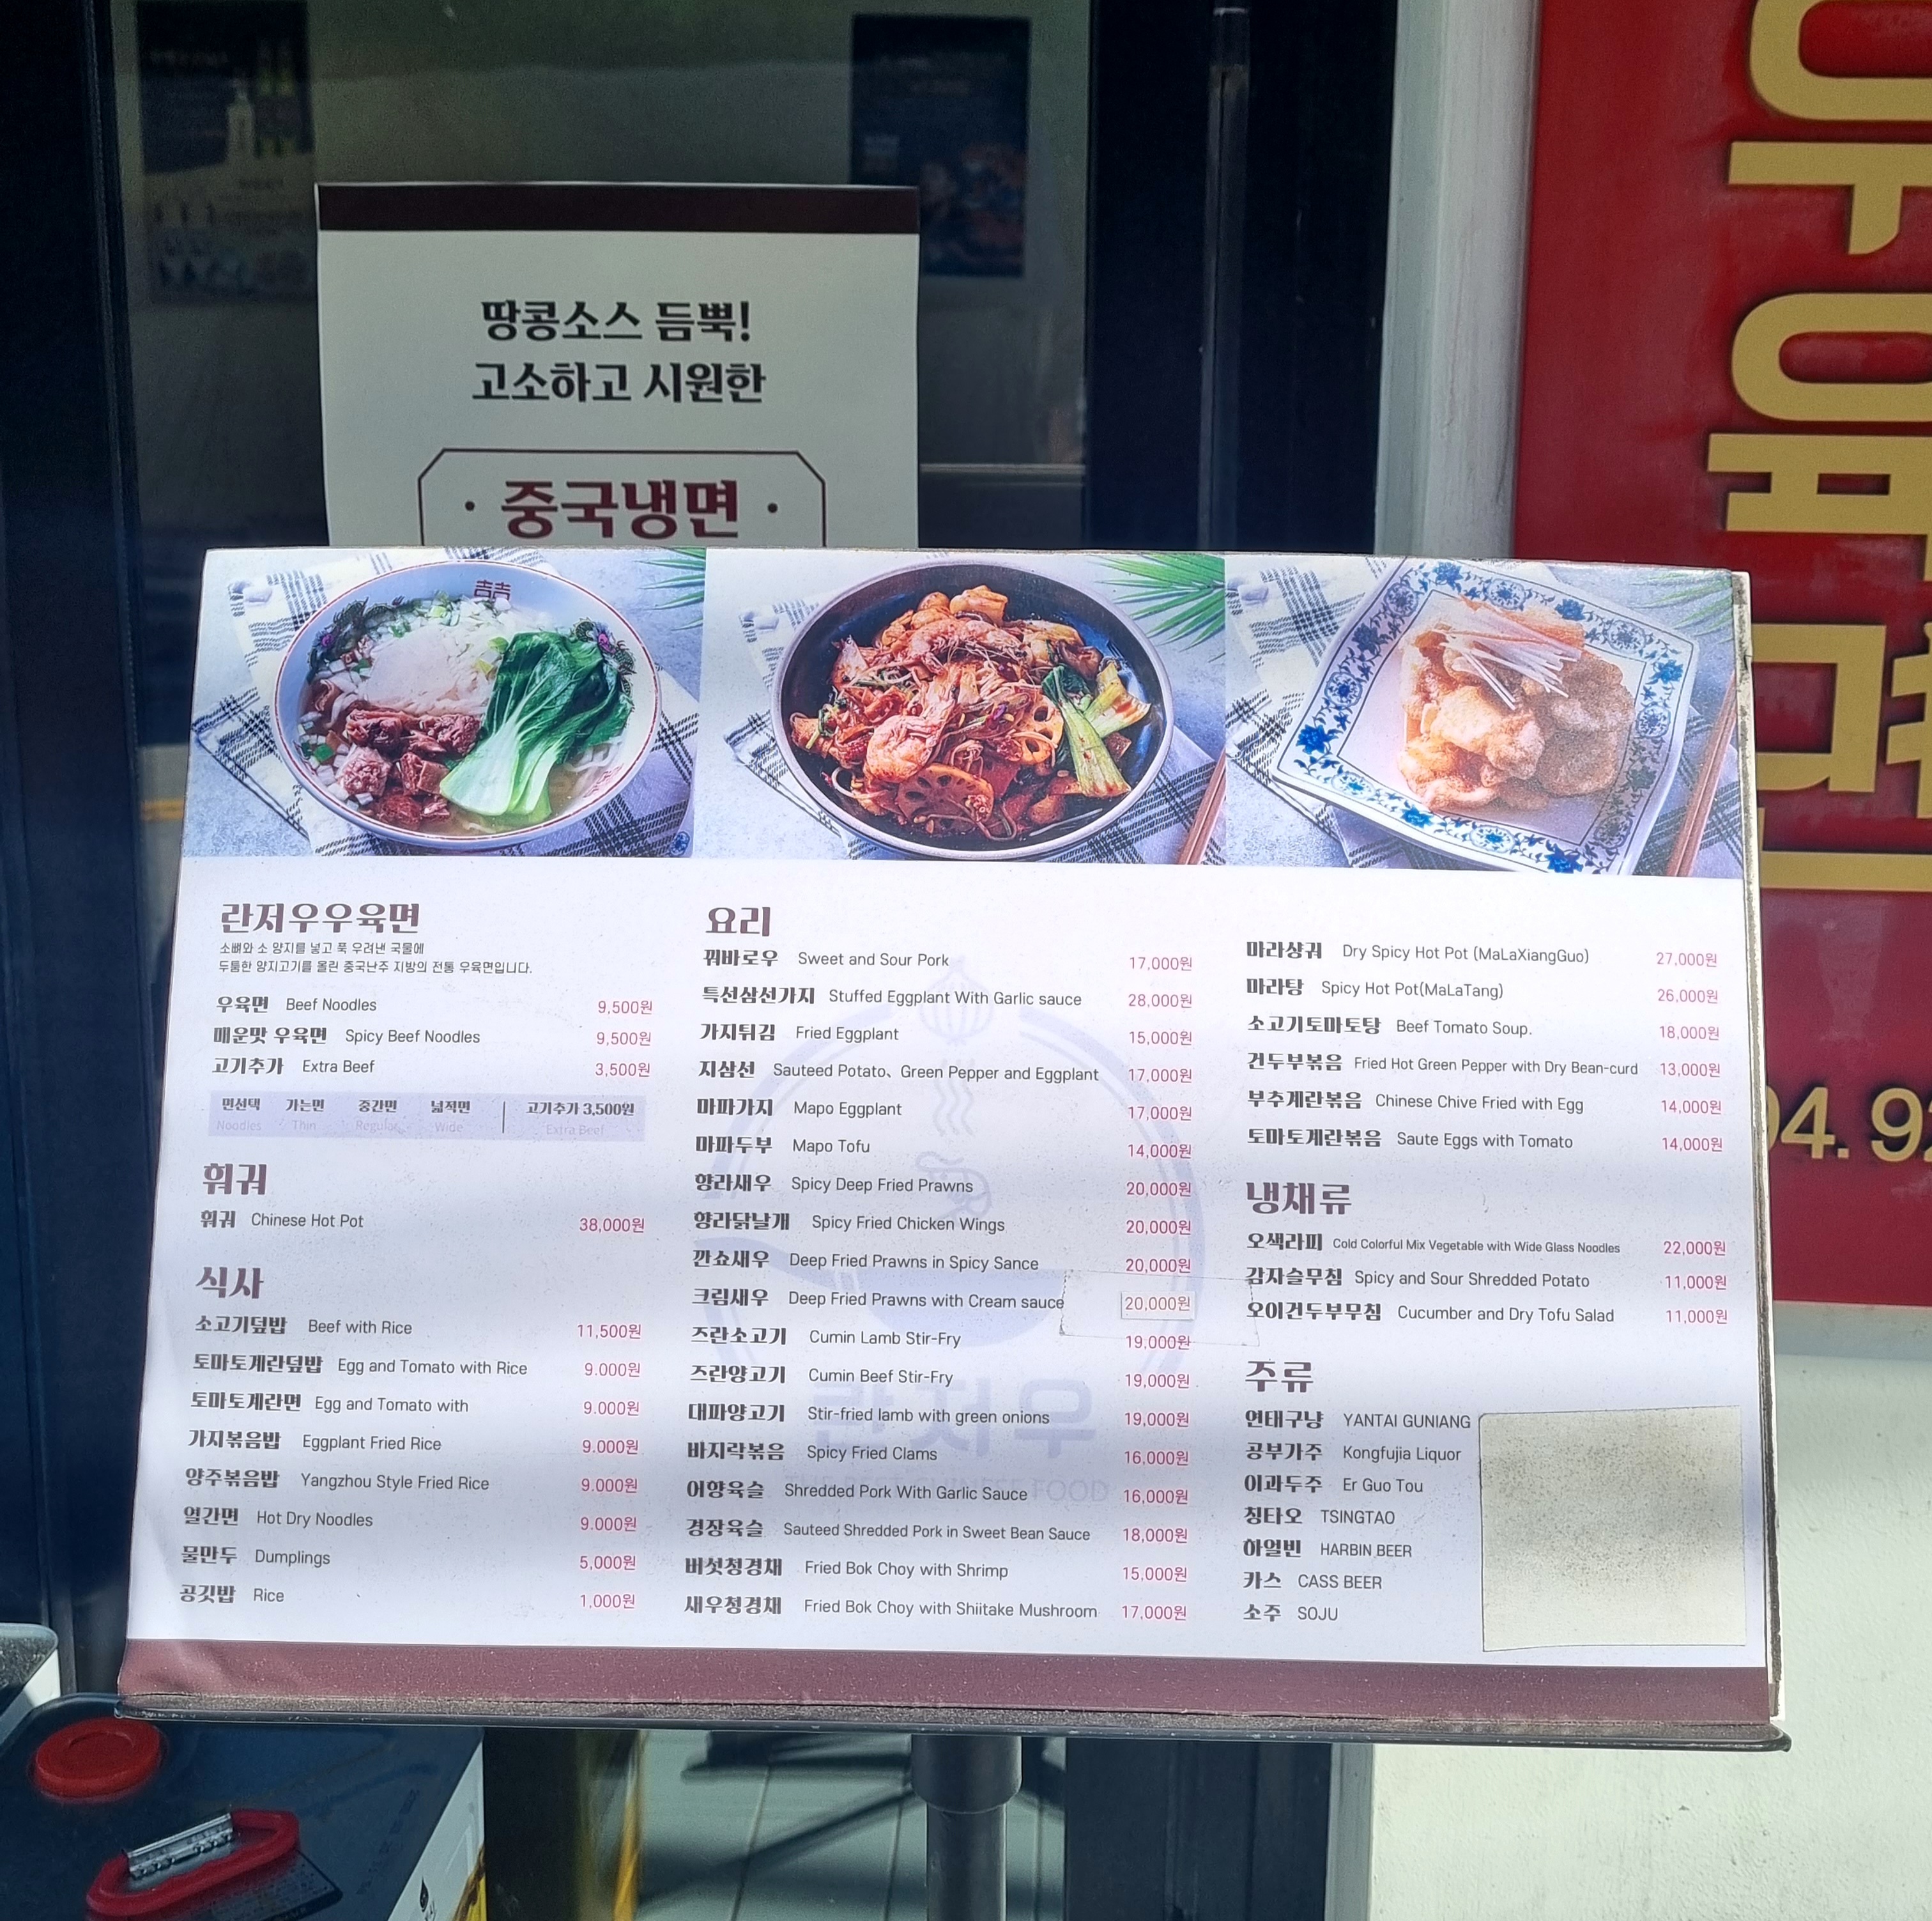 땅콩소스 듬뿍!
고소하고 시원한
· 중국냉면 ·
란저우우육면
소뼈와 소 양지를 넣고 푹 우려낸 국물에
두툼한 양지고기를 올린 중국난주 지방의 전통 우육면입니다.
우육면 Beef Noodles 9,500원
매운맛 우육면 Spicy Beef Noodles 9,500원
고기추가 Extra Beef 3,500원
면선택 가는면 중간면 넓적면 고기추가 3,500원
Noodles Thin Regular Wide Extra Beef
훠궈
훠궈 Chinese Hot Pot 38,000원
식사
소고기덮밥 Beef with Rice 11,500원
토마토계란덮밥 Egg and Tomato with Rice 9.000원
토마토계란면 Egg and Tomato with 9.000원
가지볶음밥 Eggplant Fried Rice 9.000원
양주볶음밥 Yangzhou Style Fried Rice 9.000원
열간면 Hot Dry Noodles 9.000원
물만두 Dumplings 5,000원
공깃밥 Rice 1,000원
요리
꿔바로우 Sweet and Sour Pork 17,000원
특선삼선가지 Stuffed Eggplant With Garlic sauce 28,000원
가지튀김 Fried Eggplant 15,000원
지삼선 Sauteed Potato、Green Pepper and Eggplant 17,000원
마파가지 Mapo Eggplant 17,000원
마파두부 Mapo Tofu 14,000원
향라새우 Spicy Deep Fried Prawns 20,000원
향라닭날개 Spicy Fried Chicken Wings 20,000원
깐쇼새우 Deep Fried Prawns in Spicy Sance 20,000원
크림새우 Deep Fried Prawns with Cream sauce 20,000원
즈란소고기 Cumin Lamb Stir-Fry 19,000원
즈란양고기 Cumin Beef Stir-Fry 19,000원
대파양고기 Stir-fried lamb with green onions 19,000원
바지락볶음 Spicy Fried Clams 16,000원
어향육슬 Shredded Pork With Garlic Sauce 16,000원
경장육슬 Sauteed Shredded Pork in Sweet Bean Sauce 18,000원
버섯청경채 Fried Bok Choy with Shrimp 15,000원
새우청경채 Fried Bok Choy with Shiitake Mushroom 17,000원
마라샹궈 Dry Spicy Hot Pot (MaLaXiangGuo) 27,000원
마라탕 Spicy Hot Pot(MaLaTang) 26,000원
소고기토마토탕 Beef Tomato Soup. 18,000원
건두부볶음 Fried Hot Green Pepper with Dry Bean-curd 13,000원
부추계란볶음 Chinese Chive Fried with Egg 14,000원
토마토계란볶음 Saute Eggs with Tomato 14,000원
냉채류
오색라피 Cold Colorful Mix Vegetable with Wide Glass Noodles 22,000원
감자슬무침 Spicy and Sour Shredded Potato 11,000원
오이건두부무침 Cucumber and Dry Tofu Salad 11,000원
주류
연태구냥 YANTAI GUNIANG
공부가주 Kongfujia Liquor
이과두주 Er Guo Tou
칭타오 TSINGTAO
하얼빈 HARBIN BEER
카스 CASS BEER
소주 SOJU
란저우